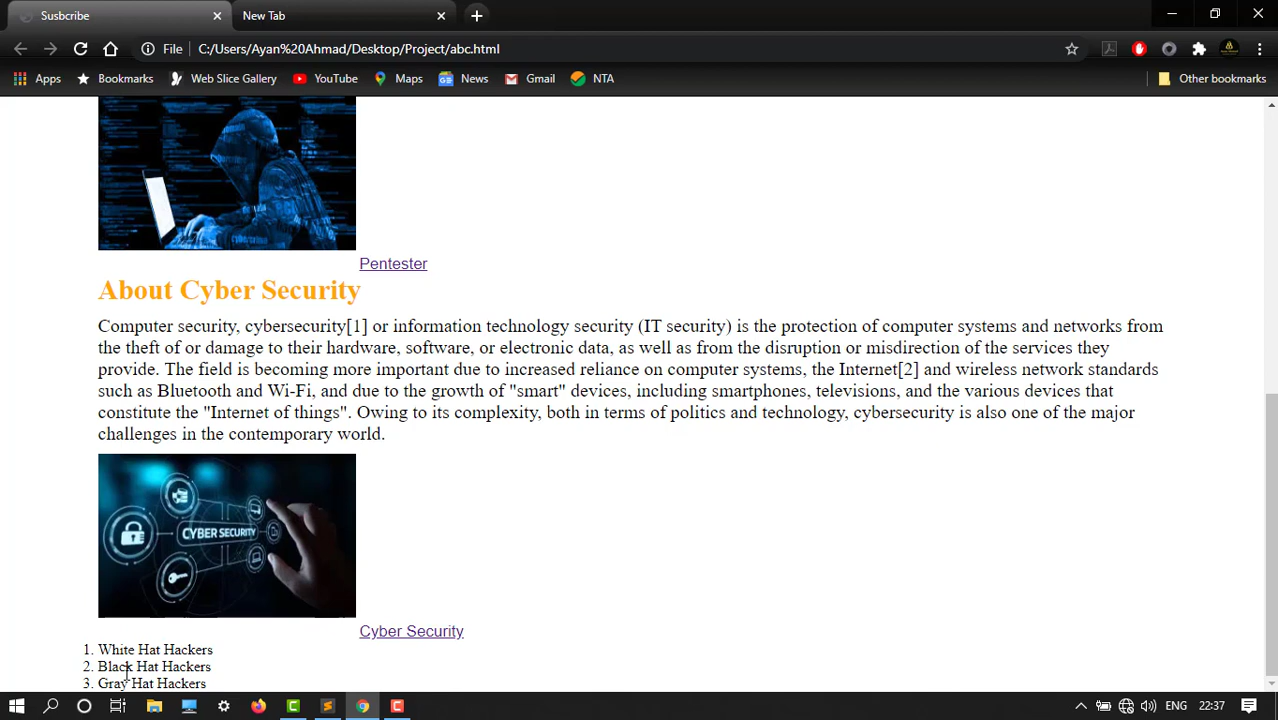 Susbcribe
New Tab
File
C:/Users/Ayan%20Ahmad/Desktop/Project/abc.html
Apps
Bookmarks
Web Slice Gallery
YouTube
Maps
News
Gmail
NTA
Other bookmarks
Pentester
About Cyber Security
Computer security, cybersecurity[1] or information technology security (IT security) is the protection of computer systems and networks from
the theft of or damage to their hardware, software, or electronic data, as well as from the disruption or misdirection of the services they
provide. The field is becoming more important due to increased reliance on computer systems, the Internet[2] and wireless network standards
such as Bluetooth and Wi-Fi, and due to the growth of "smart" devices, including smartphones, televisions, and the various devices that
constitute the "Internet of things". Owing to its complexity, both in terms of politics and technology, cybersecurity is also one of the major
challenges in the contemporary world.
CYBER SECURITY
Cyber Security
1. White Hat Hackers
2. Black Hat Hackers
3. Gray Hat Hackers
ENG
22:37